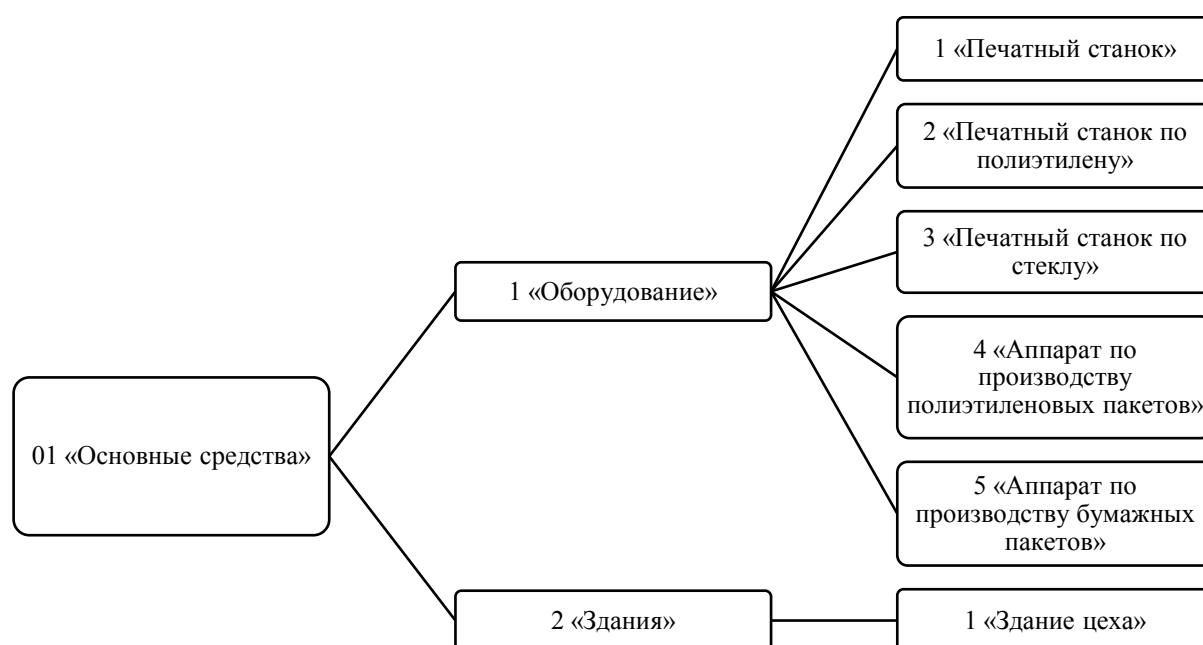 1 «Печатный станок»
2 «Печатный станок по
полиэтилену»
3 «Печатный станок по
стеклу»
1 «Оборудование»
4 «Аппарат по
производству
полиэтиленовых пакетов»
01 «Основные средства»
5 «Аппарат по
производству бумажных
пакетов»
2 «Здания»
1 «Здание цеха»